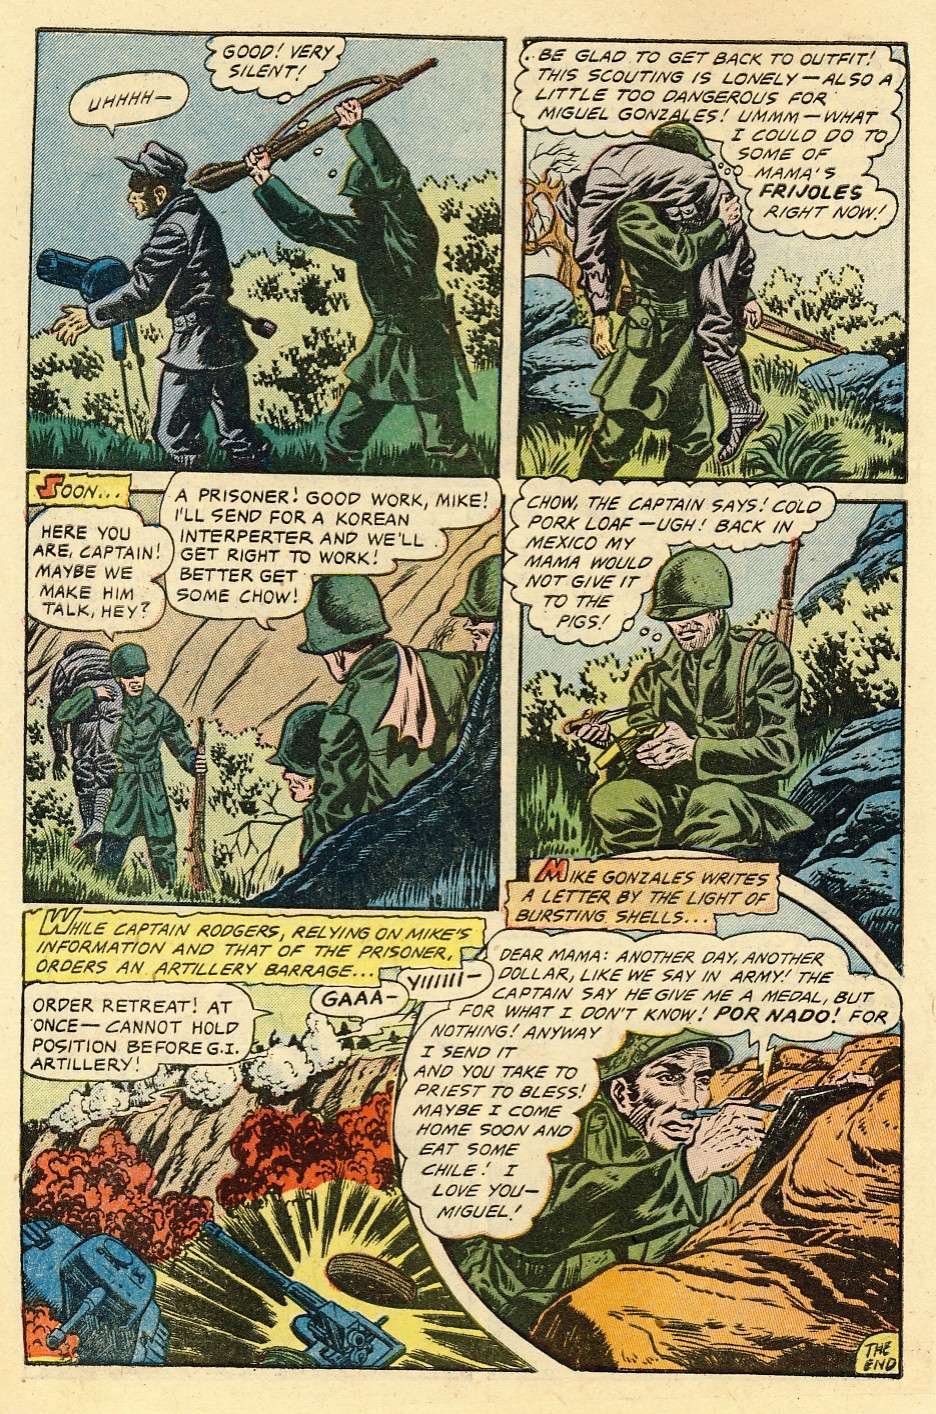 UHHHH—
GOOD! VERY
SILENT!
..BE GLAD TO GET BACK TO OUTFIT!
THIS SCOUTING IS LONELY—ALSO A
LITTLE TOO DANGEROUS FOR
MIGUEL GONZALES! UMMM—WHAT
I COULD DO TO
SOME OF
MAMA'S
FRIJOLES
RIGHT NOW!
SOON...
HERE YOU
ARE, CAPTAIN!
MAYBE WE
MAKE HIM
TALK, HEY?
A PRISONER! GOOD WORK, MIKE!
I'LL SEND FOR A KOREAN
INTERPERTER AND WE'LL
GET RIGHT TO WORK!
BETTER GET
SOME CHOW!
CHOW, THE CAPTAIN SAYS! COLD
PORK LOAF—UGH! BACK IN
MEXICO MY
MAMA WOULD
NOT GIVE IT
TO THE
PIGS!
WHILE CAPTAIN RODGERS, RELYING ON MIKE'S
INFORMATION AND THAT OF THE PRISONER,
ORDERS AN ARTILLERY BARRAGE...
ORDER RETREAT! AT
ONCE—CANNOT HOLD
POSITION BEFORE G.I.
ARTILLERY!
GAAA-
YIIIIII-
MIKE GONZALES WRITES
A LETTER BY THE LIGHT OF
BURSTING SHELLS...
DEAR MAMA: ANOTHER DAY, ANOTHER
DOLLAR, LIKE WE SAY IN ARMY! THE
CAPTAIN SAY HE GIVE ME A MEDAL, BUT
FOR WHAT I DON'T KNOW! POR NADO! FOR
NOTHING! ANYWAY
I SEND IT
AND YOU TAKE TO
PRIEST TO BLESS!
MAYBE I COME
HOME SOON AND
EAT SOME
CHILE! I
LOVE YOU—
MIGUEL!
THE
END